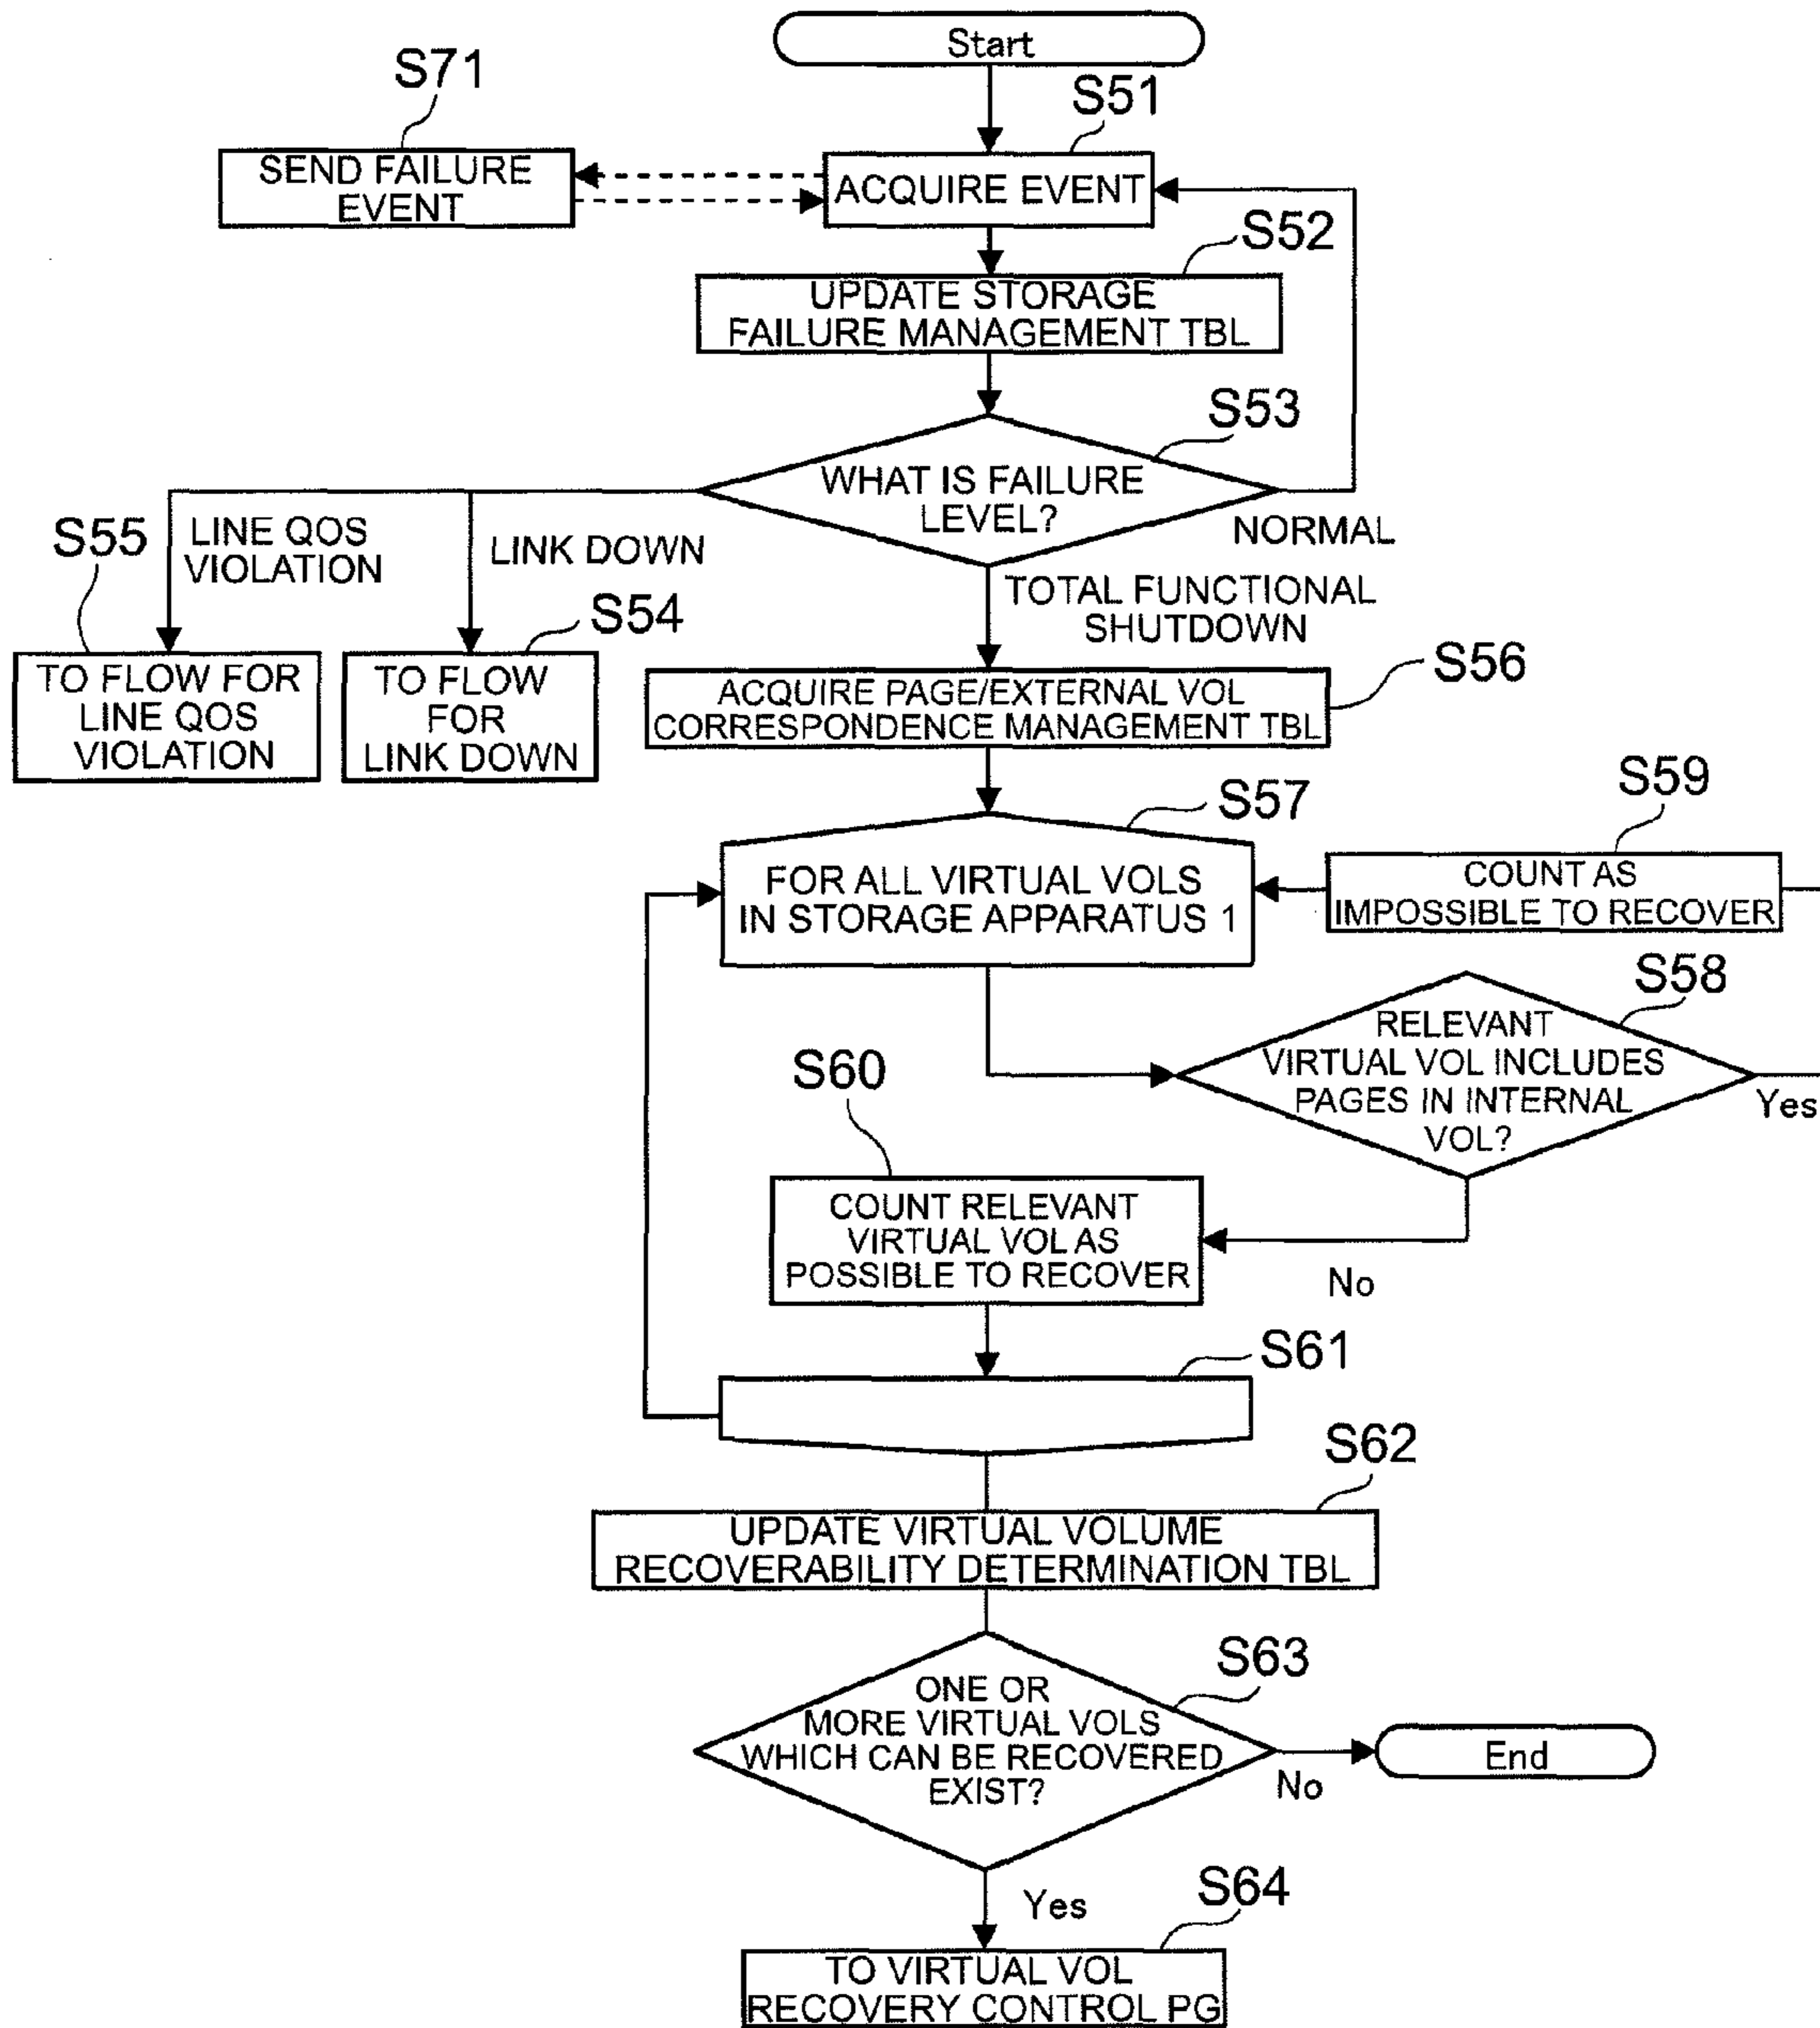 Start
S71
S51
SEND FAILURE
EVENT
ACQUIRE EVENT
S52
UPDATE STORAGE
FAILURE MANAGEMENT TBL
S53
WHAT IS FAILURE
LEVEL?
NORMAL
S55
LINE QOS
VIOLATION
LINK DOWN
S54
TOTAL FUNCTIONAL
SHUTDOWN
TO FLOW FOR
LINE QOS
VIOLATION
TO FLOW
FOR
LINK DOWN
S56
ACQUIRE PAGE/EXTERNAL VOL
CORRESPONDENCE MANAGEMENT TBL
S57
S59
FOR ALL VIRTUAL VOLS
IN STORAGE APPARATUS 1
COUNT AS
IMPOSSIBLE TO RECOVER
S58
RELEVANT
VIRTUAL VOL INCLUDES
PAGES IN INTERNAL
VOL?
Yes
S60
COUNT RELEVANT
VIRTUAL VOL AS
POSSIBLE TO RECOVER
No
S61
S62
UPDATE VIRTUAL VOLUME
RECOVERABILITY DETERMINATION TBL
S63
ONE OR
MORE VIRTUAL VOLS
WHICH CAN BE RECOVERED
EXIST?
No
End
Yes
S64
TO VIRTUAL VOL
RECOVERY CONTROL PG